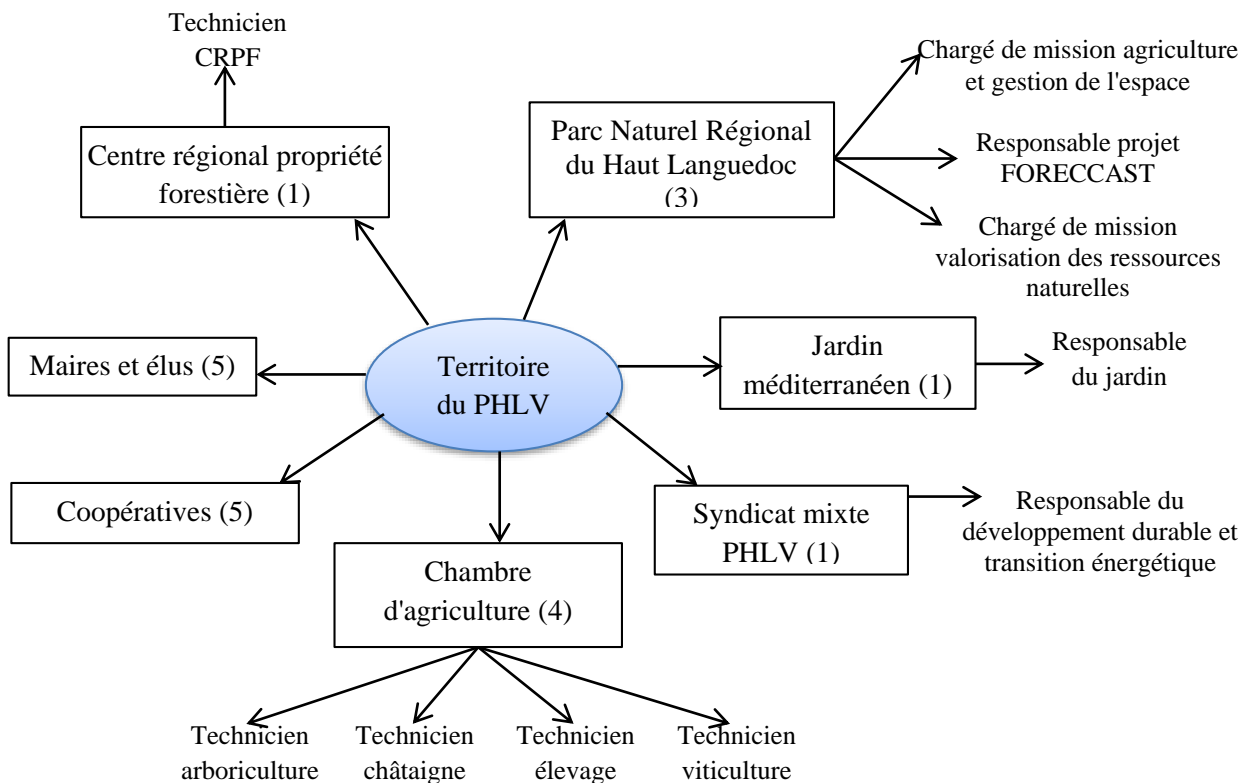 Technicien
CRPF
Centre régional propriété
forestière (1)
Parc Naturel Régional
du Haut Languedoc
(3)
Chargé de mission agriculture
et gestion de l'espace
Responsable projet
FORECCAST
Chargé de mission
valorisation des ressources
naturelles
Maires et élus (5)
Territoire
du PHLV
Jardin
méditerranéen (1)
Responsable
du jardin
Coopératives (5)
Syndicat mixte
PHLV (1)
Responsable du
développement durable et
transition énergétique
Chambre
d'agriculture (4)
Technicien
arboriculture
Technicien
châtaigne
Technicien
élevage
Technicien
viticulture